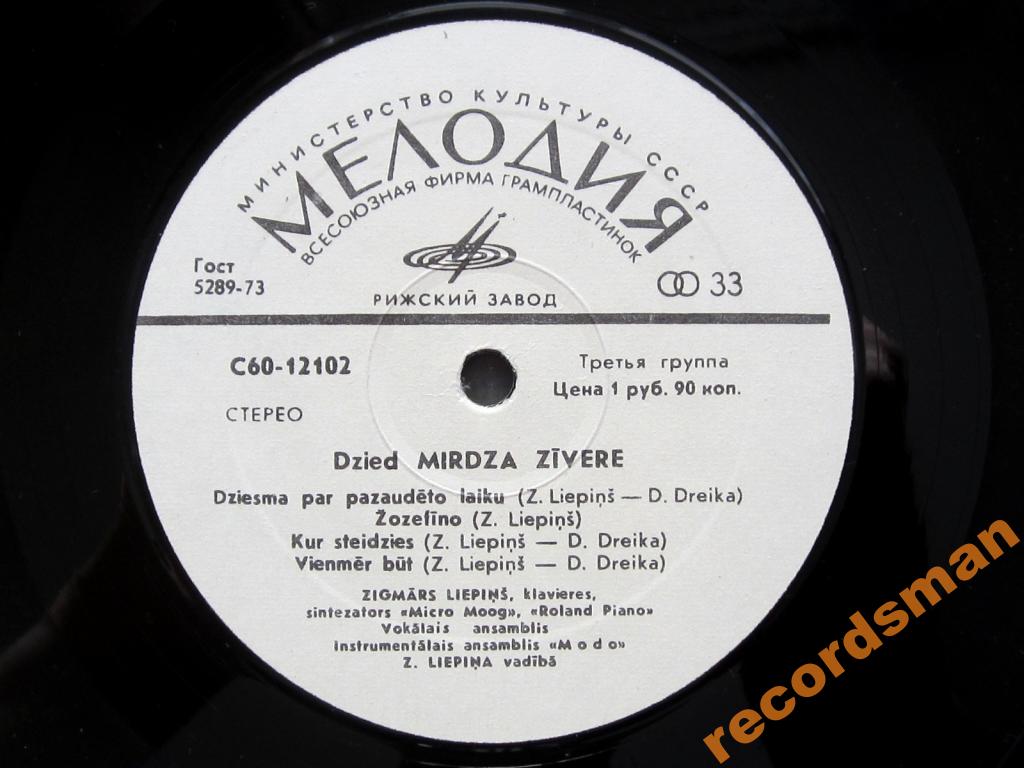 МИНИСТЕРСТВО КУЛЬТУРЫ СССР
МЕЛОДИЯ
ВСЕСОЮЗНАЯ ФИРМА ГРАМПЛАСТИНОК
Гост
5289-73
33
РИЖСКИЙ ЗАВОД
С60-12102
Третья группа
Цена 1 руб. 90 коп.
СТЕРЕО
Dzied MIRDZA ZĪVERE
Dziesma par pazaudēto laiku (Z. Liepiņš — D. Dreika)
Žozefīno (Z. Liepiņš)
Kur steidzies (Z. Liepiņš — D. Dreika)
Vienmēr būt (Z. Liepiņš — D. Dreika)
ZIGMĀRS LIEPIŅŠ, klavieres,
sintezators «Micro Moog», «Roland Piano»
Vokālais ansamblis
Instrumentālais ansamblis «Modo»
Z. LIEPIŅA vadībā
recordsman